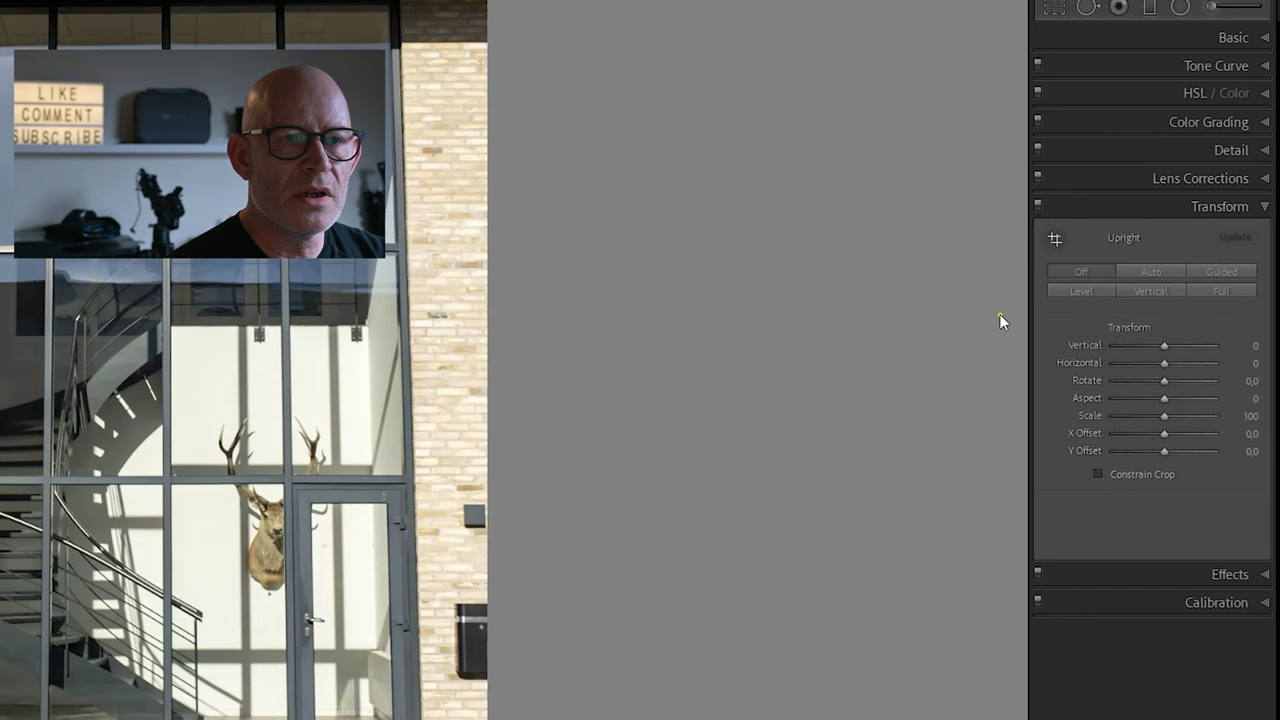 LIKE
COMMENT
SUBSCRIBE
Basic
Tone Curve
HSL / Color
Color Grading
Detail
Lens Corrections
Transform
Upright Update
Off Auto Guided
Level Vertical Full
Transform
Vertical 0
Horizontal 0
Rotate 0,0
Aspect 0
Scale 100
X Offset 0,0
Y Offset 0,0
Constrain Crop
Effects
Calibration